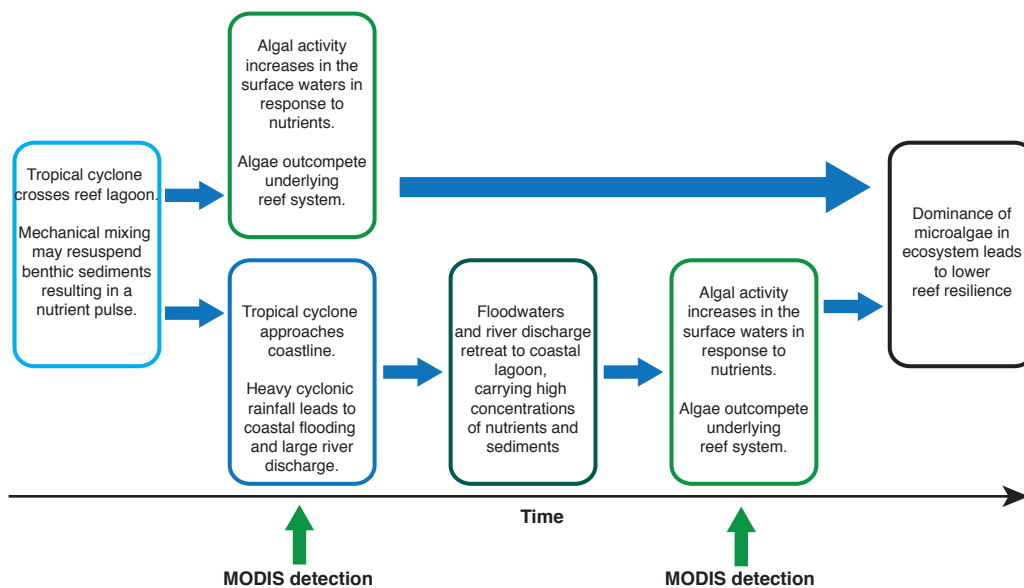 Tropical cyclone
crosses reef lagoon.
Mechanical mixing
may resuspend
benthic sediments
resulting in a
nutrient pulse.
Algal activity
increases in the
surface waters in
response to
nutrients.
Algae outcompete
underlying
reef system.
Tropical cyclone
approaches
coastline.
Heavy cyclonic
rainfall leads to
coastal flooding
and large river
discharge.
Floodwaters
and river discharge
retreat to coastal
lagoon,
carrying high
concentrations
of nutrients and
sediments
Algal activity
increases in the
surface waters in
response to
nutrients.
Algae outcompete
underlying
reef system.
Dominance of
microalgae in
ecosystem leads
to lower
reef resilience
Time
MODIS detection
MODIS detection